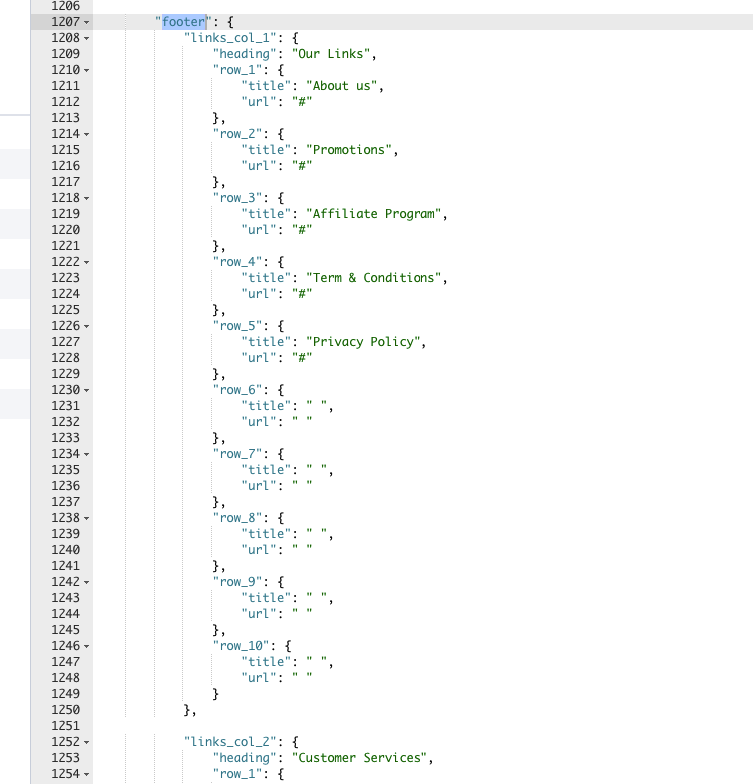 1206
1207 "footer": {
1208 "links_col_1": {
1209 "heading": "Our Links",
1210 "row_1": {
1211 "title": "About us",
1212 "url": "#"
1213 },
1214 "row_2": {
1215 "title": "Promotions",
1216 "url": "#"
1217 },
1218 "row_3": {
1219 "title": "Affiliate Program",
1220 "url": "#"
1221 },
1222 "row_4": {
1223 "title": "Term & Conditions",
1224 "url": "#"
1225 },
1226 "row_5": {
1227 "title": "Privacy Policy",
1228 "url": "#"
1229 },
1230 "row_6": {
1231 "title": " ",
1232 "url": " "
1233 },
1234 "row_7": {
1235 "title": " ",
1236 "url": " "
1237 },
1238 "row_8": {
1239 "title": " ",
1240 "url": " "
1241 },
1242 "row_9": {
1243 "title": " ",
1244 "url": " "
1245 },
1246 "row_10": {
1247 "title": " ",
1248 "url": " "
1249 }
1250 },
1251
1252 "links_col_2": {
1253 "heading": "Customer Services",
1254 "row_1": {